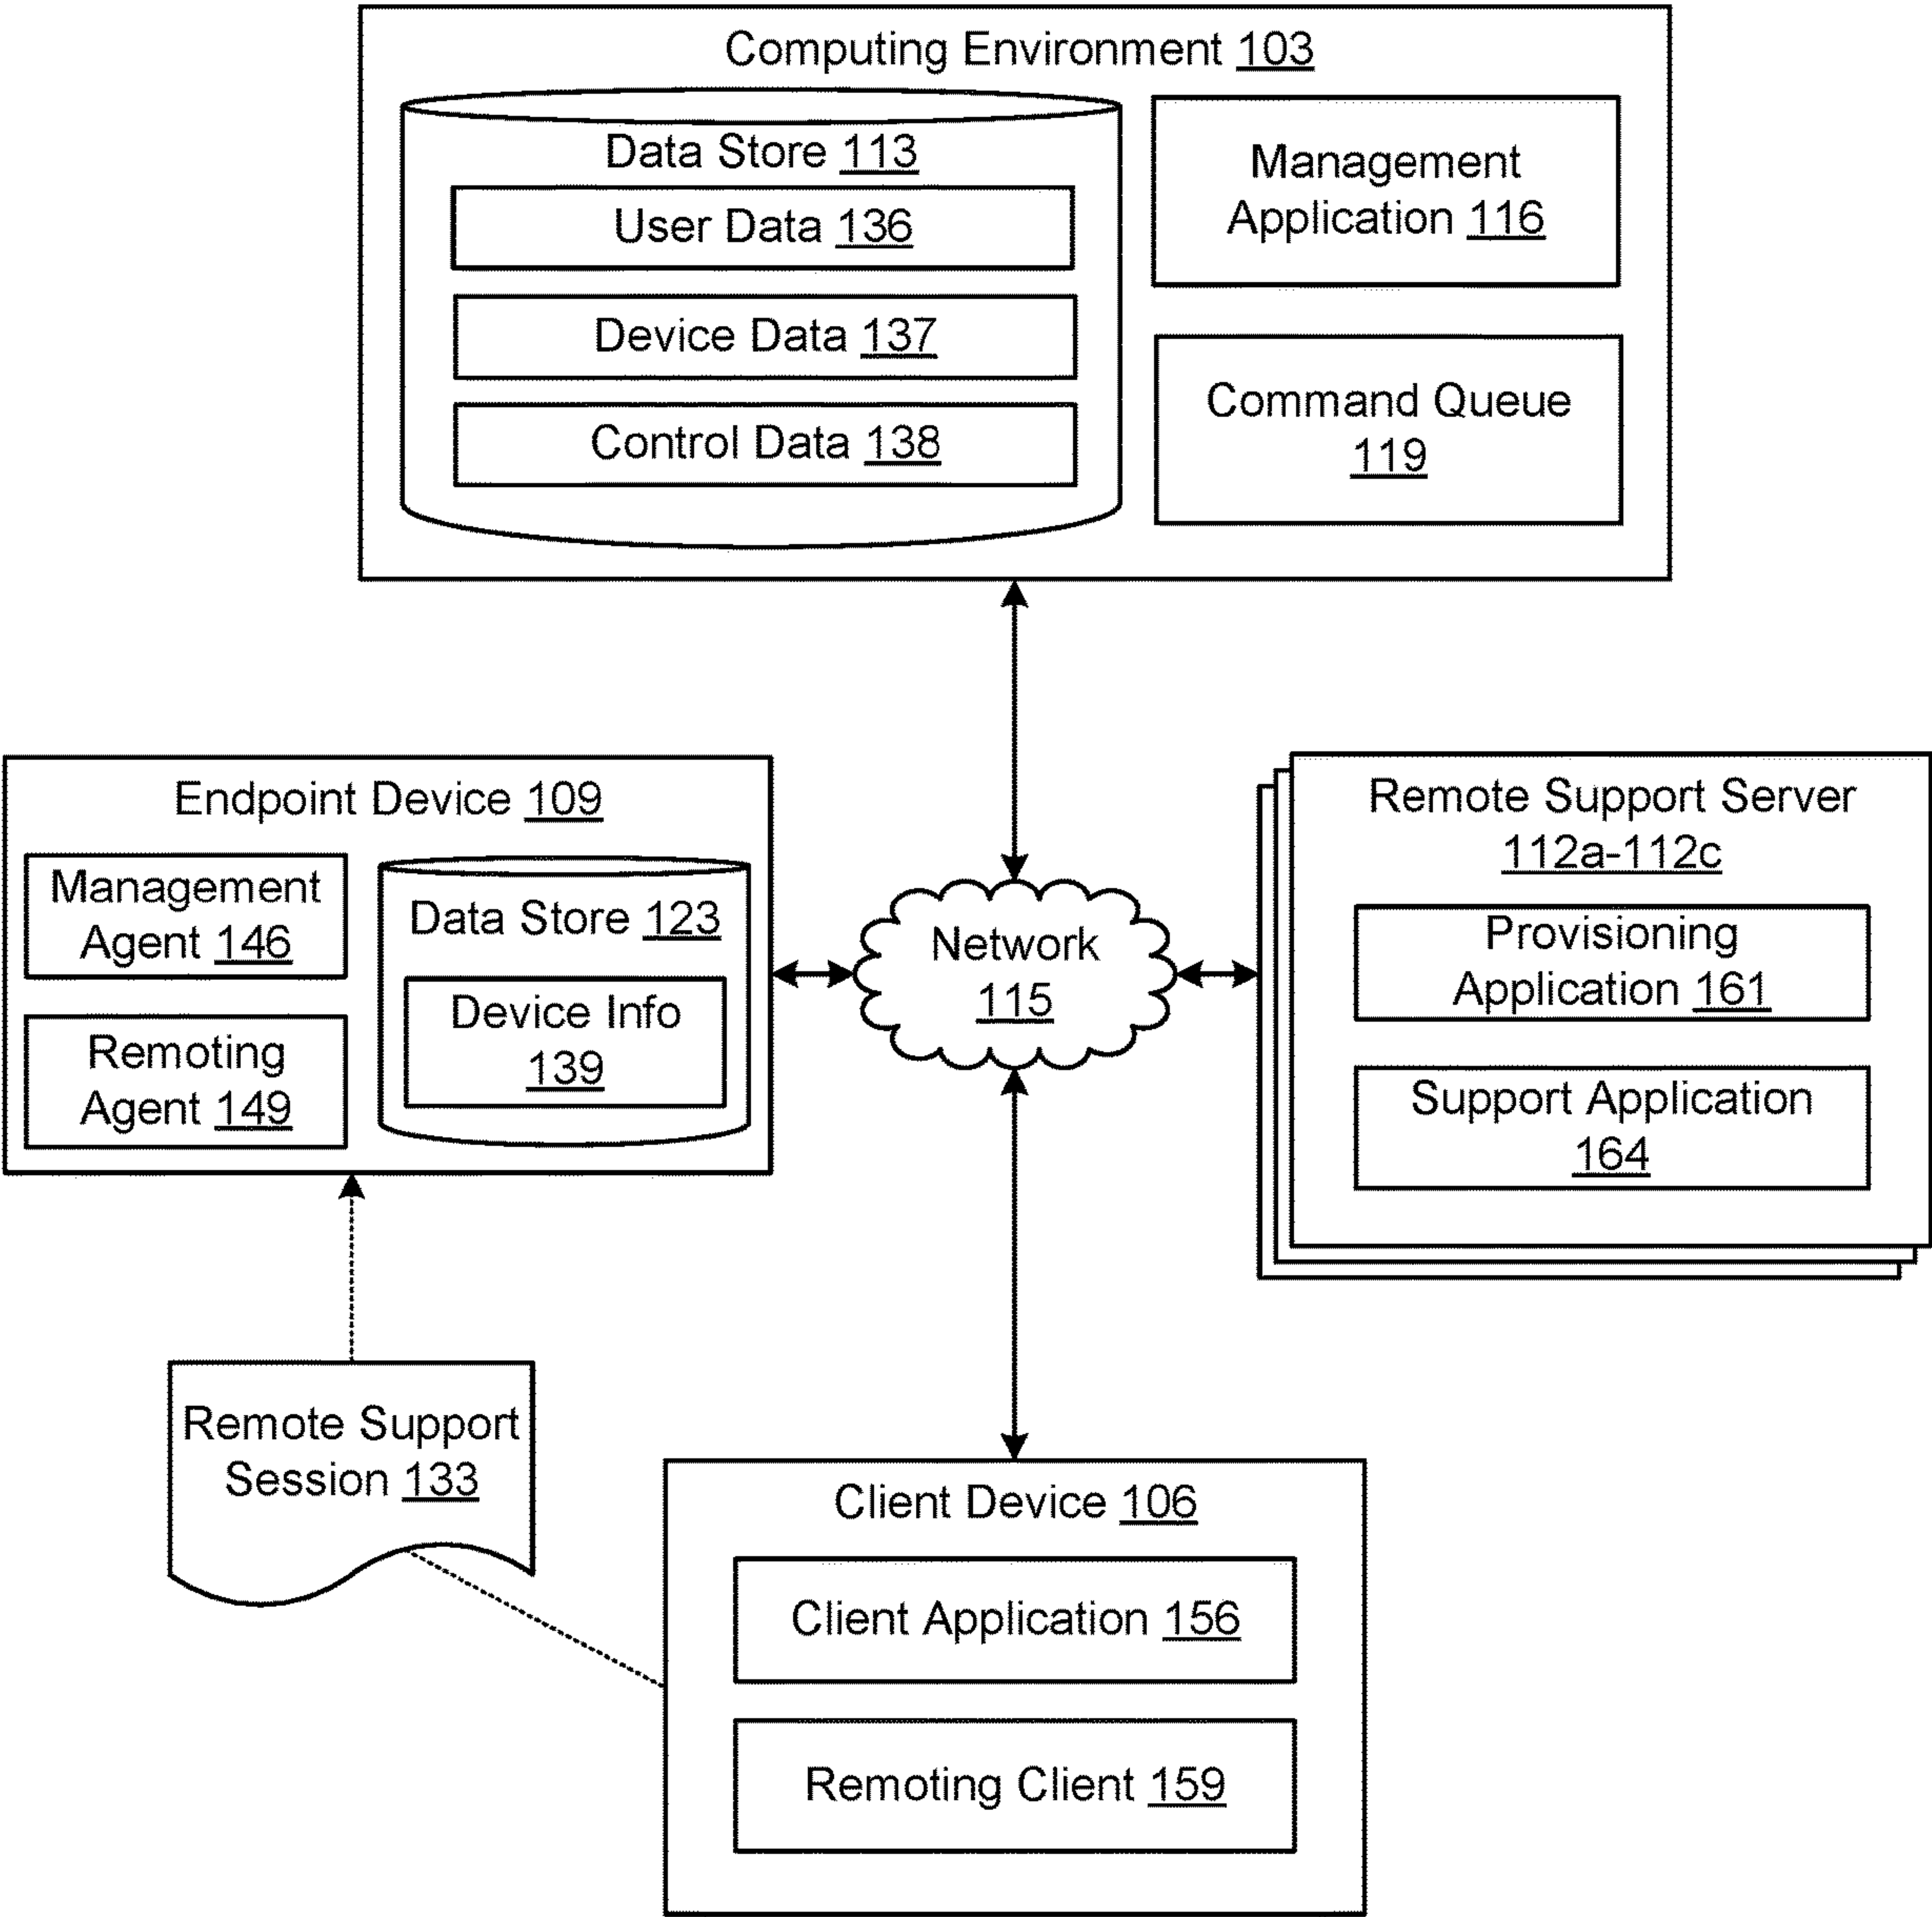 Computing Environment 103
Data Store 113
User Data 136
Device Data 137
Control Data 138
Management
Application 116
Command Queue
119
Endpoint Device 109
Management
Agent 146
Remoting
Agent 149
Data Store 123
Device Info
139
Network
115
Remote Support Server
112a-112c
Provisioning
Application 161
Support Application
164
Remote Support
Session 133
Client Device 106
Client Application 156
Remoting Client 159